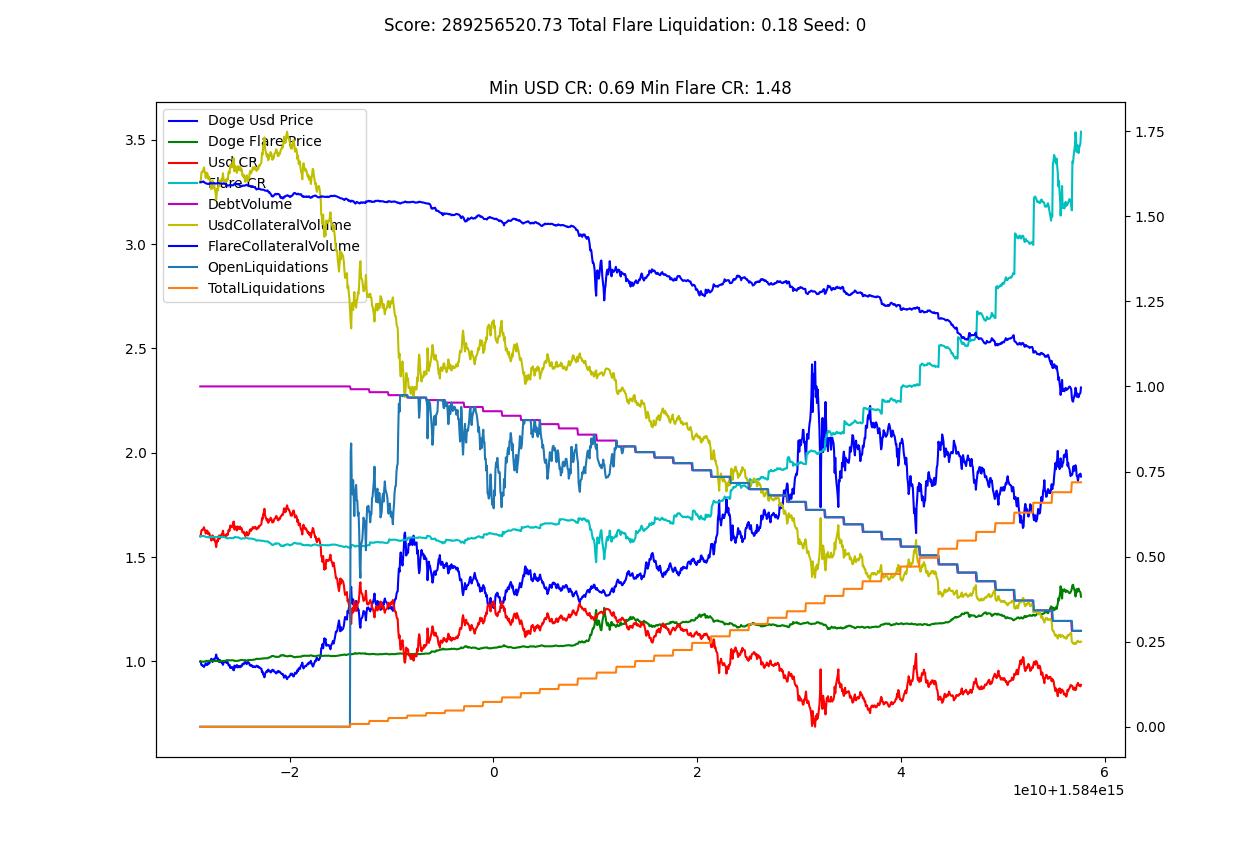 Score: 289256520.73 Total Flare Liquidation: 0.18 Seed: 0
Min USD CR: 0.69 Min Flare CR: 1.48
Doge Usd Price
Doge Flare Price
Usd CR
Flare CR
DebtVolume
UsdCollateralVolume
FlareCollateralVolume
OpenLiquidations
TotalLiquidations
3.5
3.0
2.5
2.0
1.5
1.0
1.75
1.50
1.25
1.00
0.75
0.50
0.25
0.00
−2 0 2 4 6
1e10+1.584e15